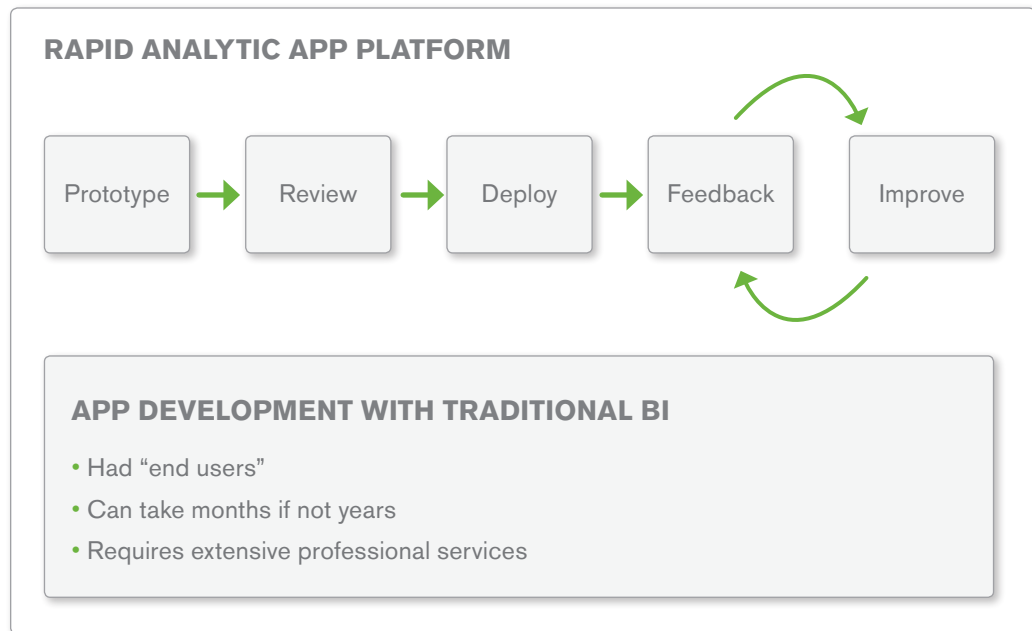 RAPID ANALYTIC APP PLATFORM
Prototype
Review
Deploy
Feedback
Improve
APP DEVELOPMENT WITH TRADITIONAL BI
• Had “end users”
• Can take months if not years
• Requires extensive professional services